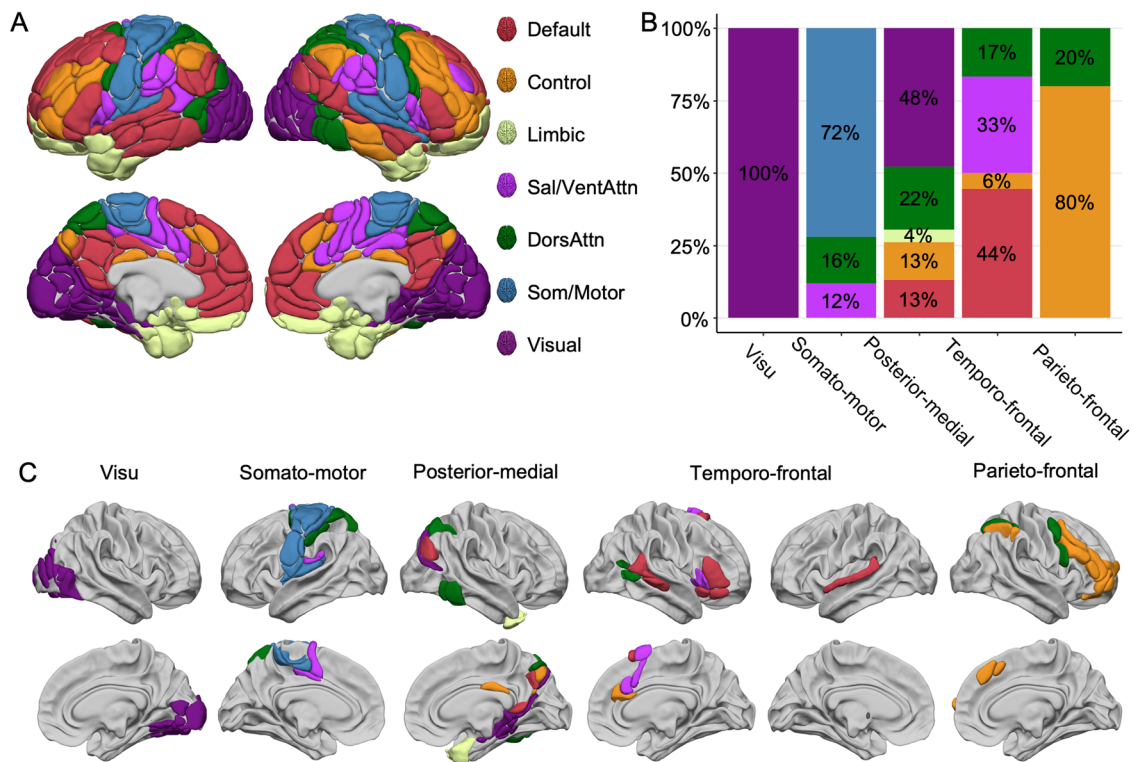 A
Default
Control
Limbic
Sal/VentAttn
DorsAttn
Som/Motor
Visual
B
100%
75%
50%
25%
0%
100%
72%
16%
12%
48%
22%
4%
13%
13%
17%
33%
6%
44%
20%
80%
Visu
Somato-motor
Posterior-medial
Temporo-frontal
Parieto-frontal
C
Visu
Somato-motor
Posterior-medial
Temporo-frontal
Parieto-frontal